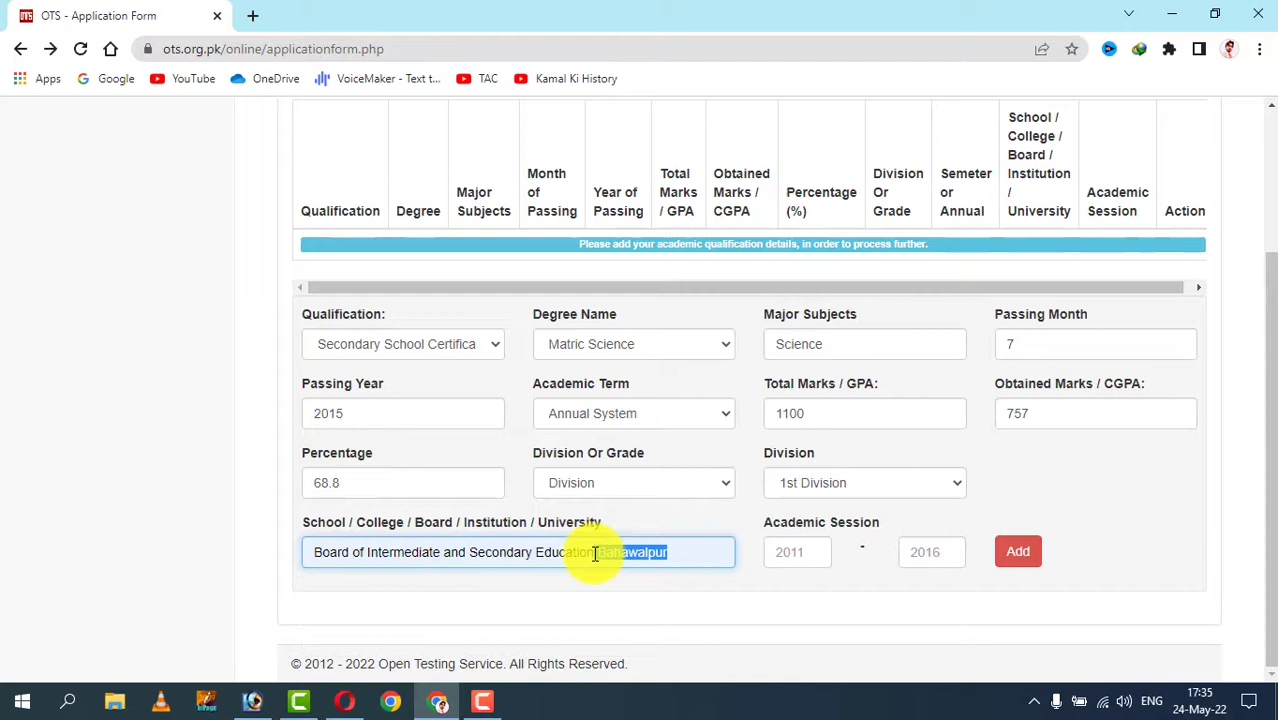 OTS - Application Form
ots.org.pk/online/applicationform.php
Apps Google YouTube OneDrive VoiceMaker - Text t... TAC Kamal Ki History
Qualification
Degree
Major
Subjects
Month
of
Passing
Year of
Passing
Total
Marks
/ GPA
Obtained
Marks /
CGPA
Percentage
(%)
Division
Or
Grade
Semeter
or
Annual
School /
College /
Board /
Institution
/
University
Academic
Session
Action
Please add your academic qualification details, in order to process further.
Qualification: Degree Name Major Subjects Passing Month
Secondary School Certifica Matric Science Science 7
Passing Year Academic Term Total Marks / GPA: Obtained Marks / CGPA:
2015 Annual System 1100 757
Percentage Division Or Grade Division
68.8 Division 1st Division
School / College / Board / Institution / University Academic Session
Board of Intermediate and Secondary Education Bahawalpur 2011 - 2016 Add
© 2012 - 2022 Open Testing Service. All Rights Reserved.
ENG
17:35
24-May-22